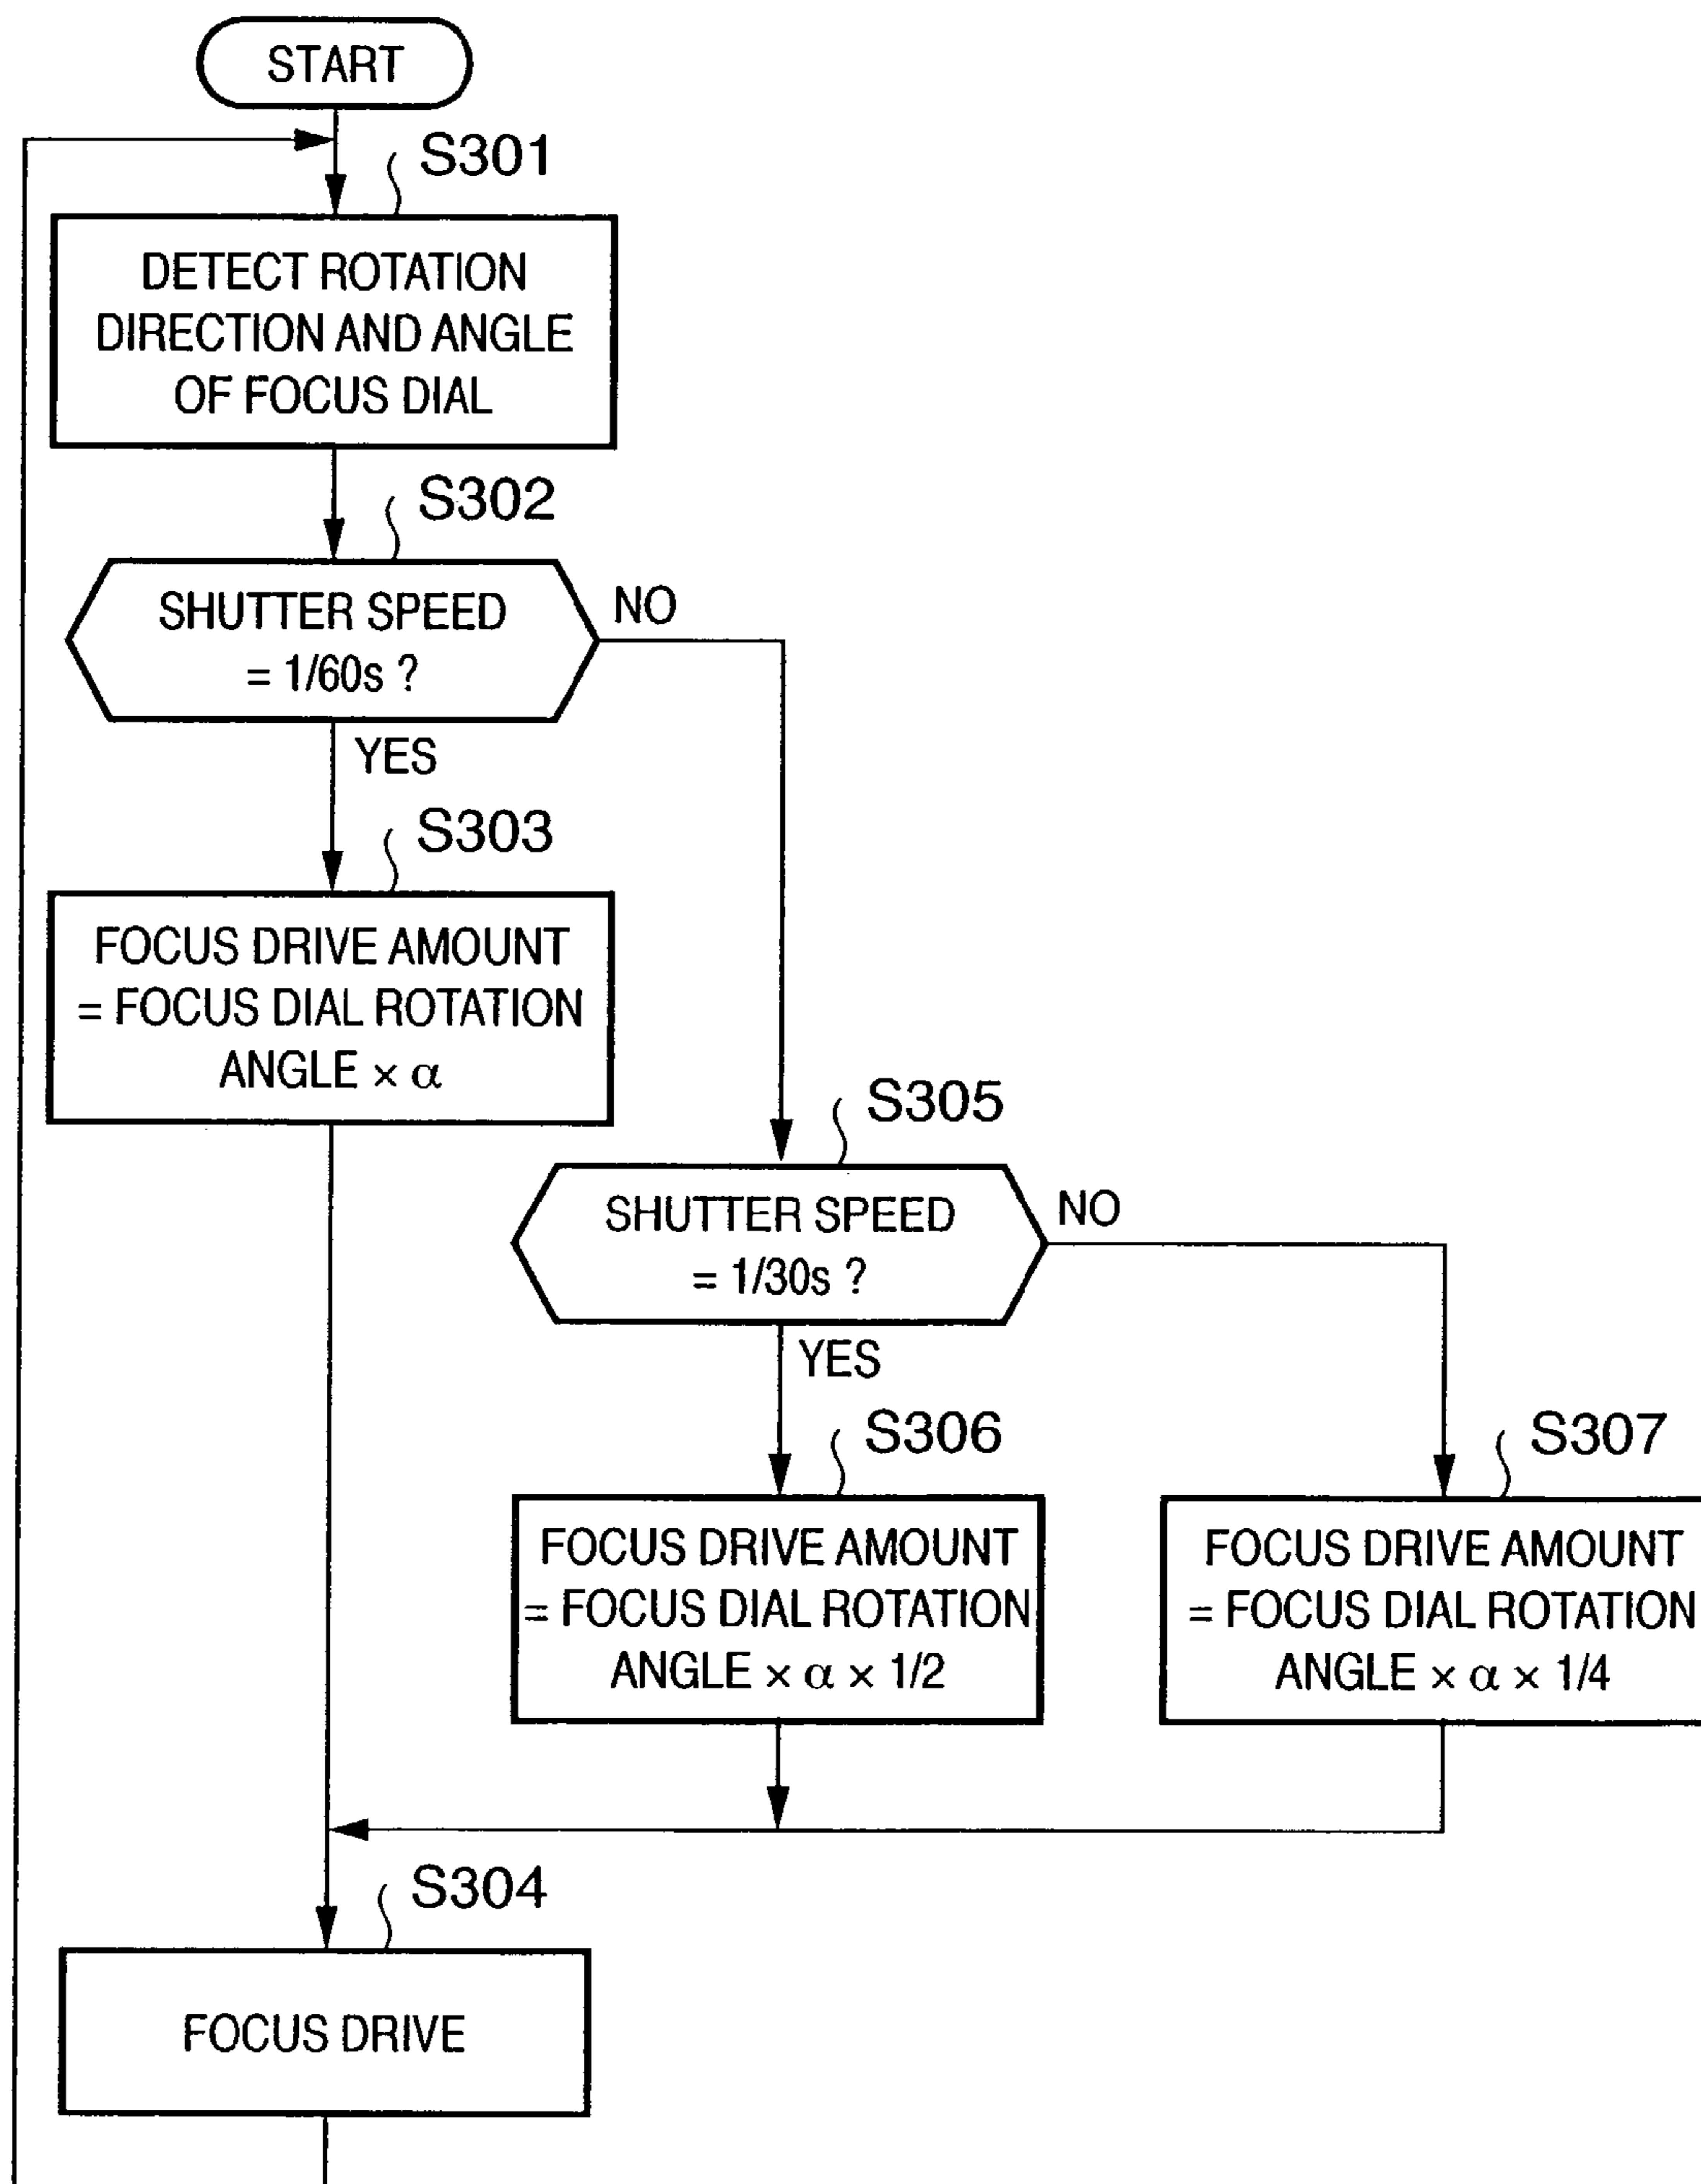 START
S301
DETECT ROTATION
DIRECTION AND ANGLE
OF FOCUS DIAL
S302
SHUTTER SPEED
= 1/60s ?
NO
YES
S303
FOCUS DRIVE AMOUNT
= FOCUS DIAL ROTATION
ANGLE × α
S305
SHUTTER SPEED
= 1/30s ?
NO
YES
S306
FOCUS DRIVE AMOUNT
= FOCUS DIAL ROTATION
ANGLE × α × 1/2
S307
FOCUS DRIVE AMOUNT
= FOCUS DIAL ROTATION
ANGLE × α × 1/4
S304
FOCUS DRIVE